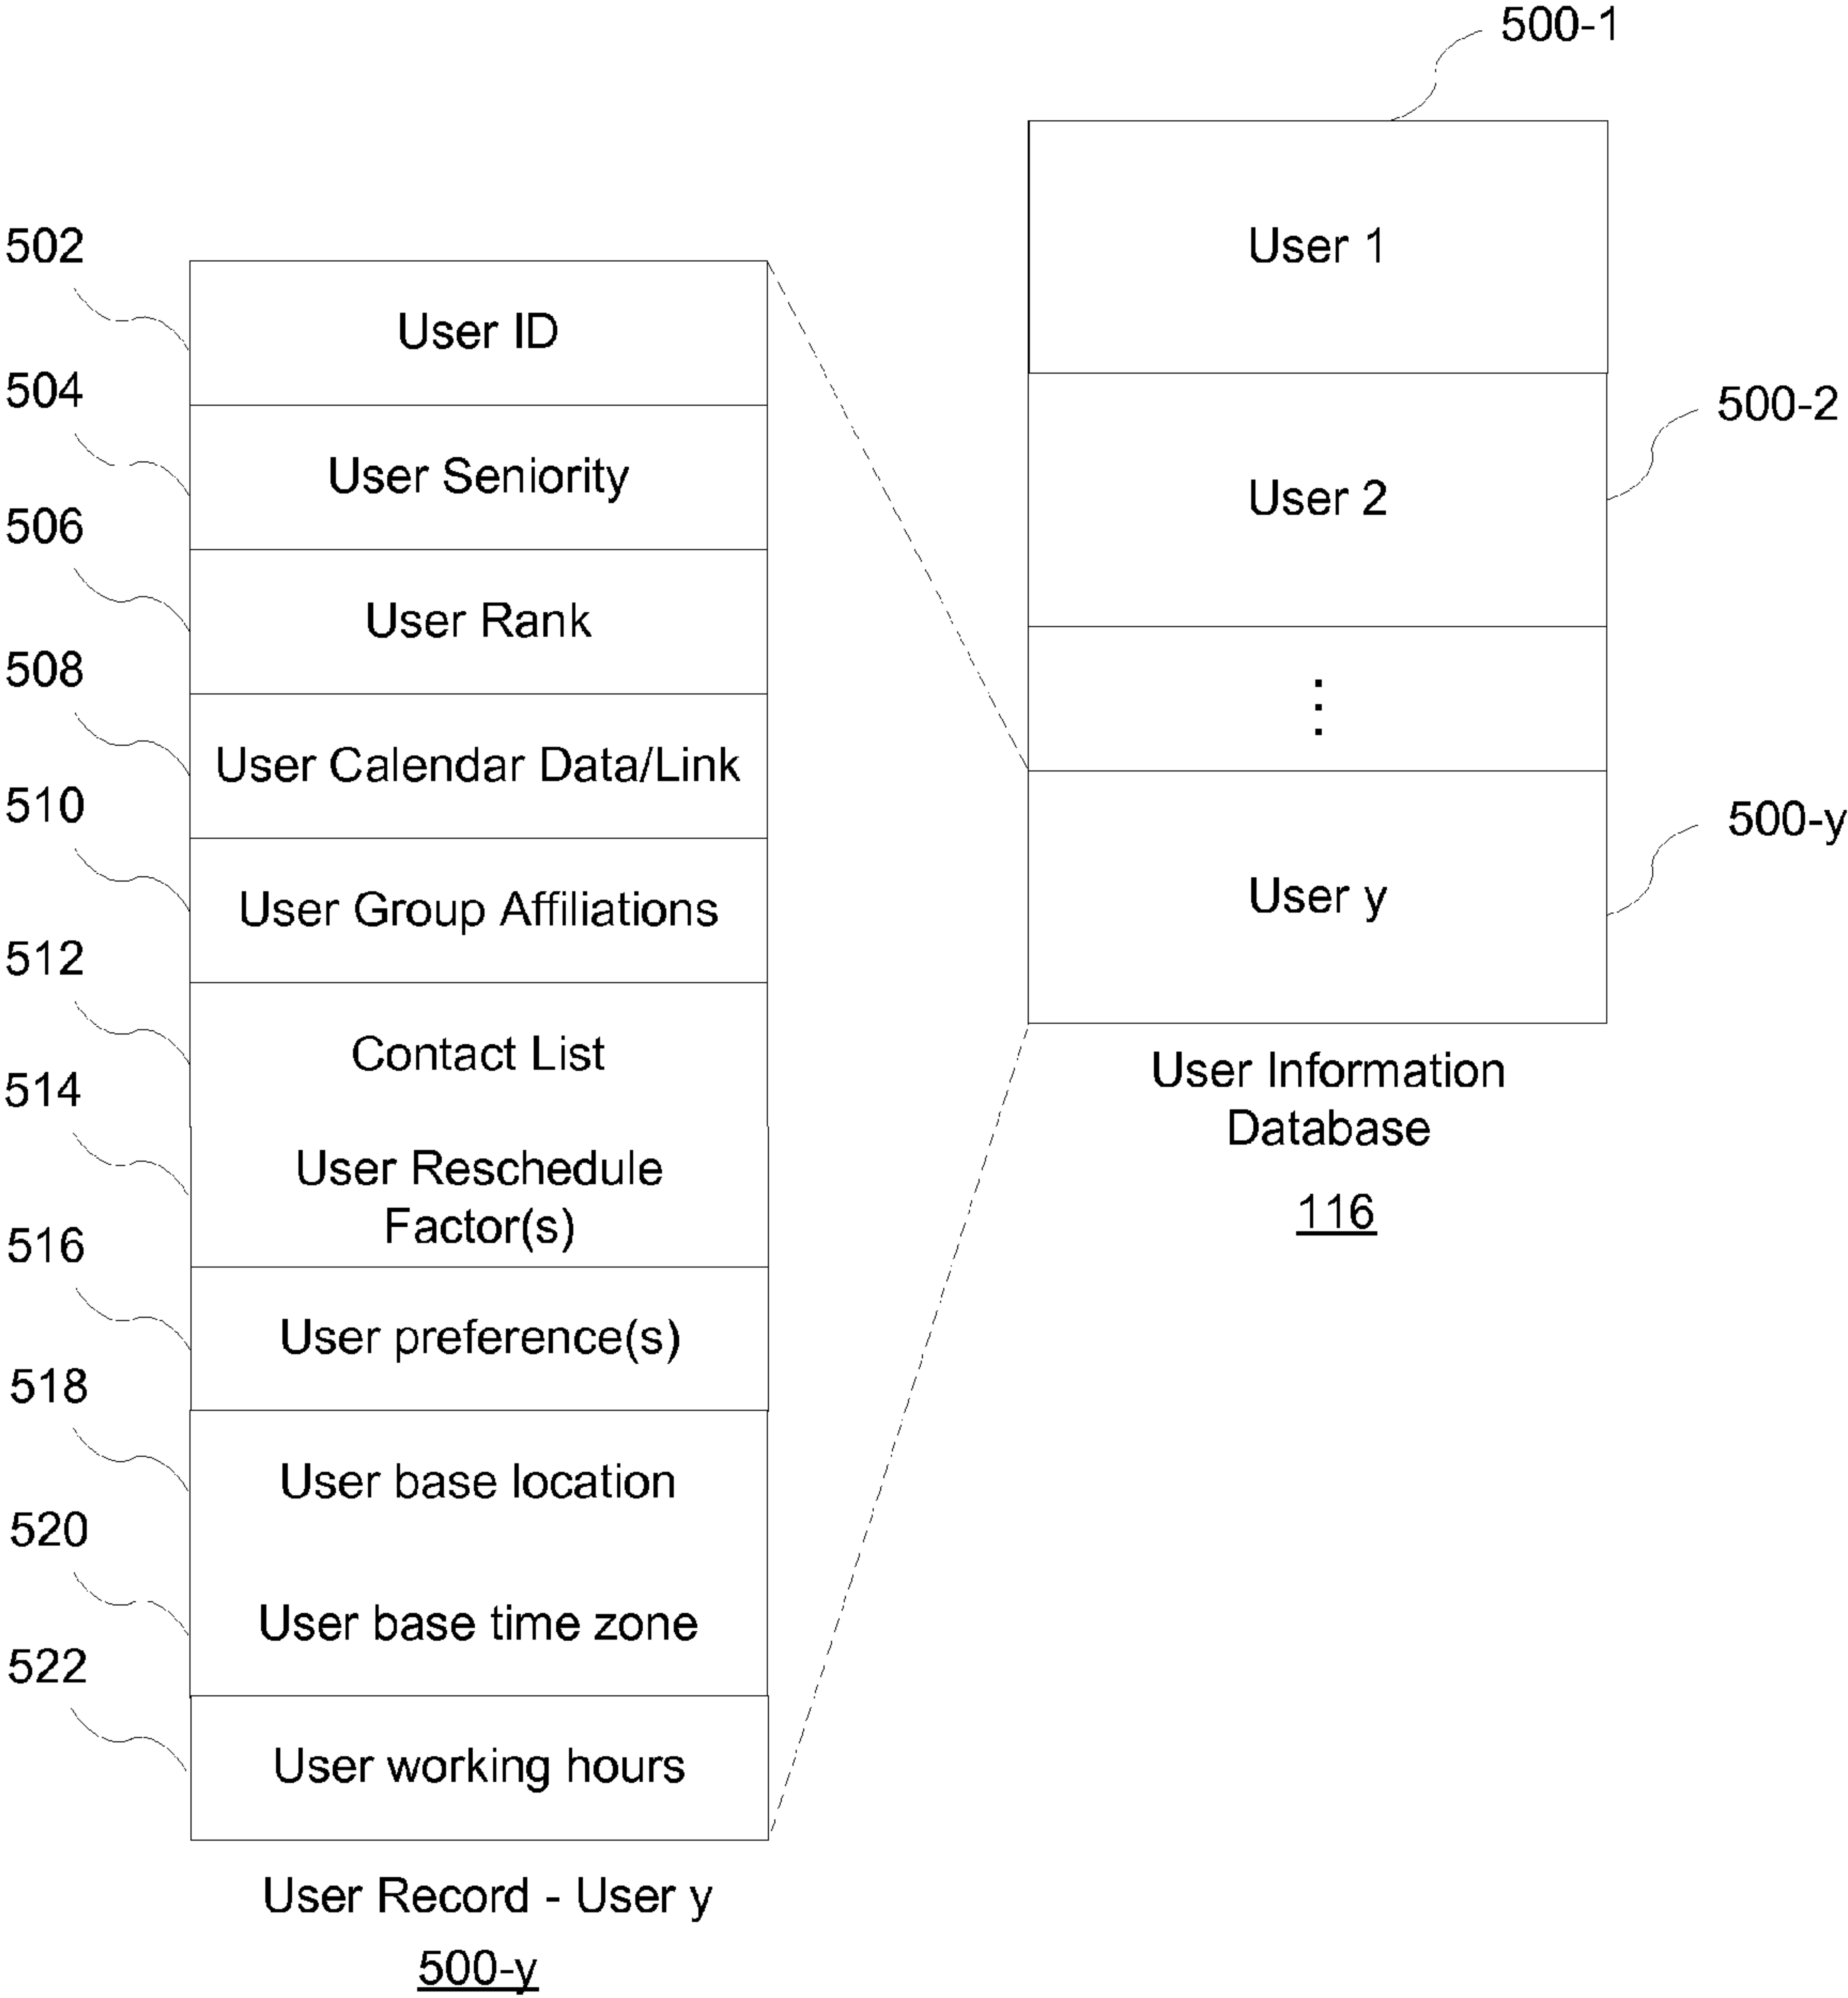 500-1
502
User ID
504
User Seniority
506
User Rank
508
User Calendar Data/Link
510
User Group Affiliations
512
Contact List
514
User Reschedule
Factor(s)
516
User preference(s)
518
User base location
520
User base time zone
522
User working hours
User Record - User y
500-y
User 1
500-2
User 2
⋮
500-y
User y
User Information
Database
116